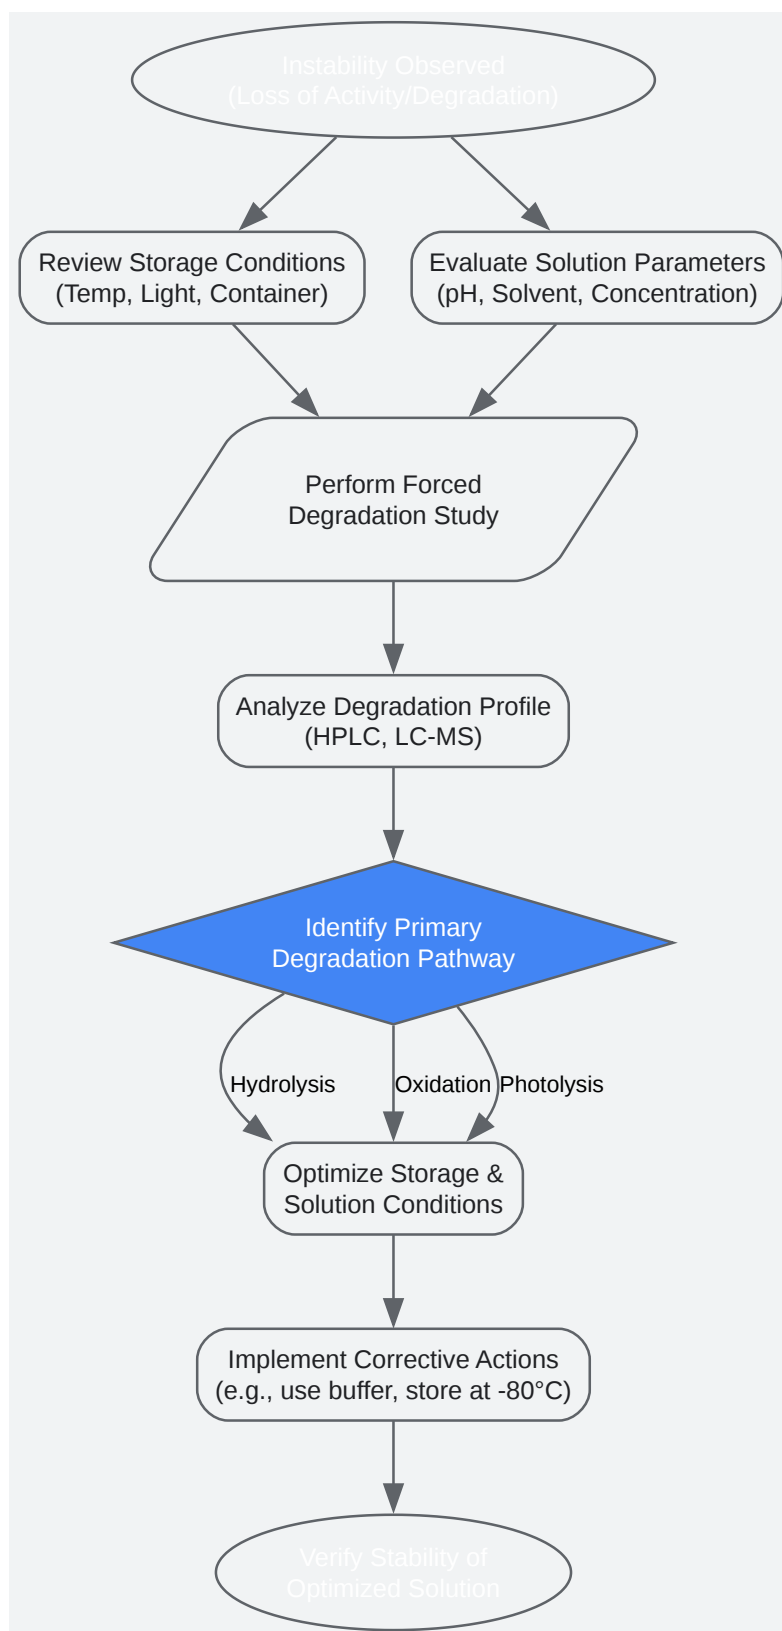 Instability Observed
(Loss of Activity/Degradation)
Review Storage Conditions
(Temp, Light, Container)
Evaluate Solution Parameters
(pH, Solvent, Concentration)
Perform Forced
Degradation Study
Analyze Degradation Profile
(HPLC, LC-MS)
Identify Primary
Degradation Pathway
Hydrolysis
Oxidation
Photolysis
Optimize Storage &
Solution Conditions
Implement Corrective Actions
(e.g., use buffer, store at -80°C)
Verify Stability of
Optimized Solution